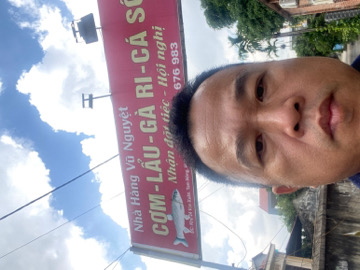 Nhà Hàng Vũ Nguyệt
CƠM-LẨU-GÀ RI-CÁ SÔ
Nhận đặt tiệc - Hội nghị
676 983